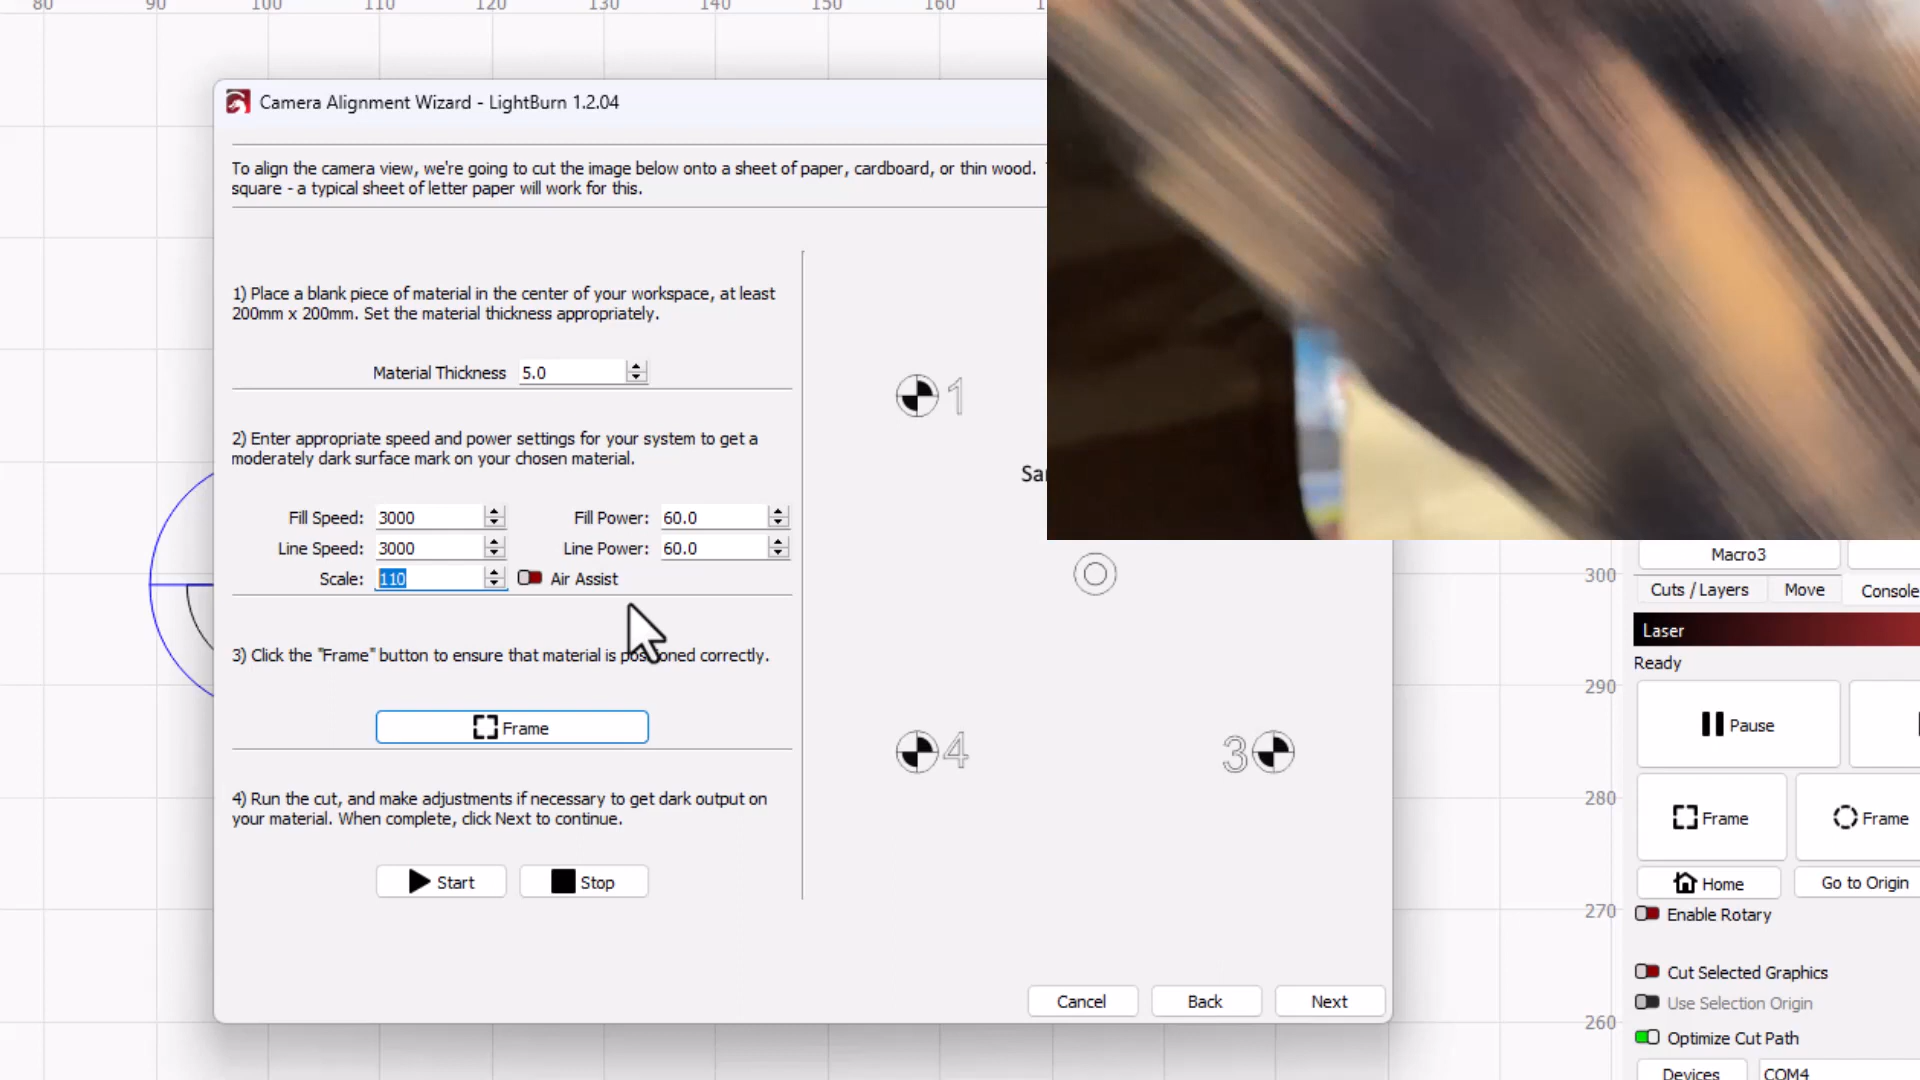 80 90 100 110 120 130 140 150 160
Camera Alignment Wizard - LightBurn 1.2.04
To align the camera view, we're going to cut the image below onto a sheet of paper, cardboard, or thin wood.
square - a typical sheet of letter paper will work for this.
1) Place a blank piece of material in the center of your workspace, at least
200mm x 200mm. Set the material thickness appropriately.
Material Thickness 5.0
2) Enter appropriate speed and power settings for your system to get a
moderately dark surface mark on your chosen material.
Fill Speed: 3000 Fill Power: 60.0
Line Speed: 3000 Line Power: 60.0
Scale: 110 Air Assist
3) Click the "Frame" button to ensure that material is positioned correctly.
Frame
4) Run the cut, and make adjustments if necessary to get dark output on
your material. When complete, click Next to continue.
Start Stop
1
4 3
Cancel Back Next
300
290
280
270
260
Macro3
Cuts / Layers Move Console
Laser
Ready
Pause
Frame Frame
Home Go to Origin
Enable Rotary
Cut Selected Graphics
Use Selection Origin
Optimize Cut Path
Devices COM4